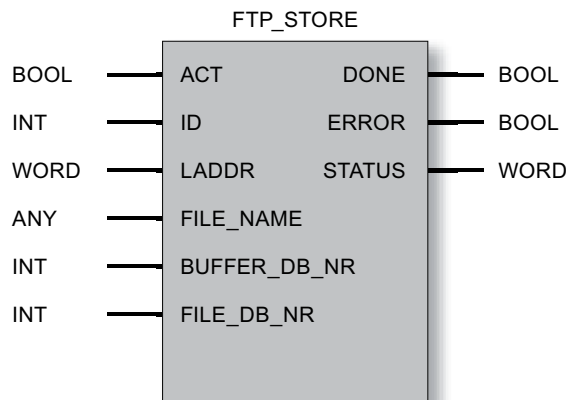 FTP_STORE
BOOL ACT DONE BOOL
INT ID ERROR BOOL
WORD LADDR STATUS WORD
ANY FILE_NAME
INT BUFFER_DB_NR
INT FILE_DB_NR